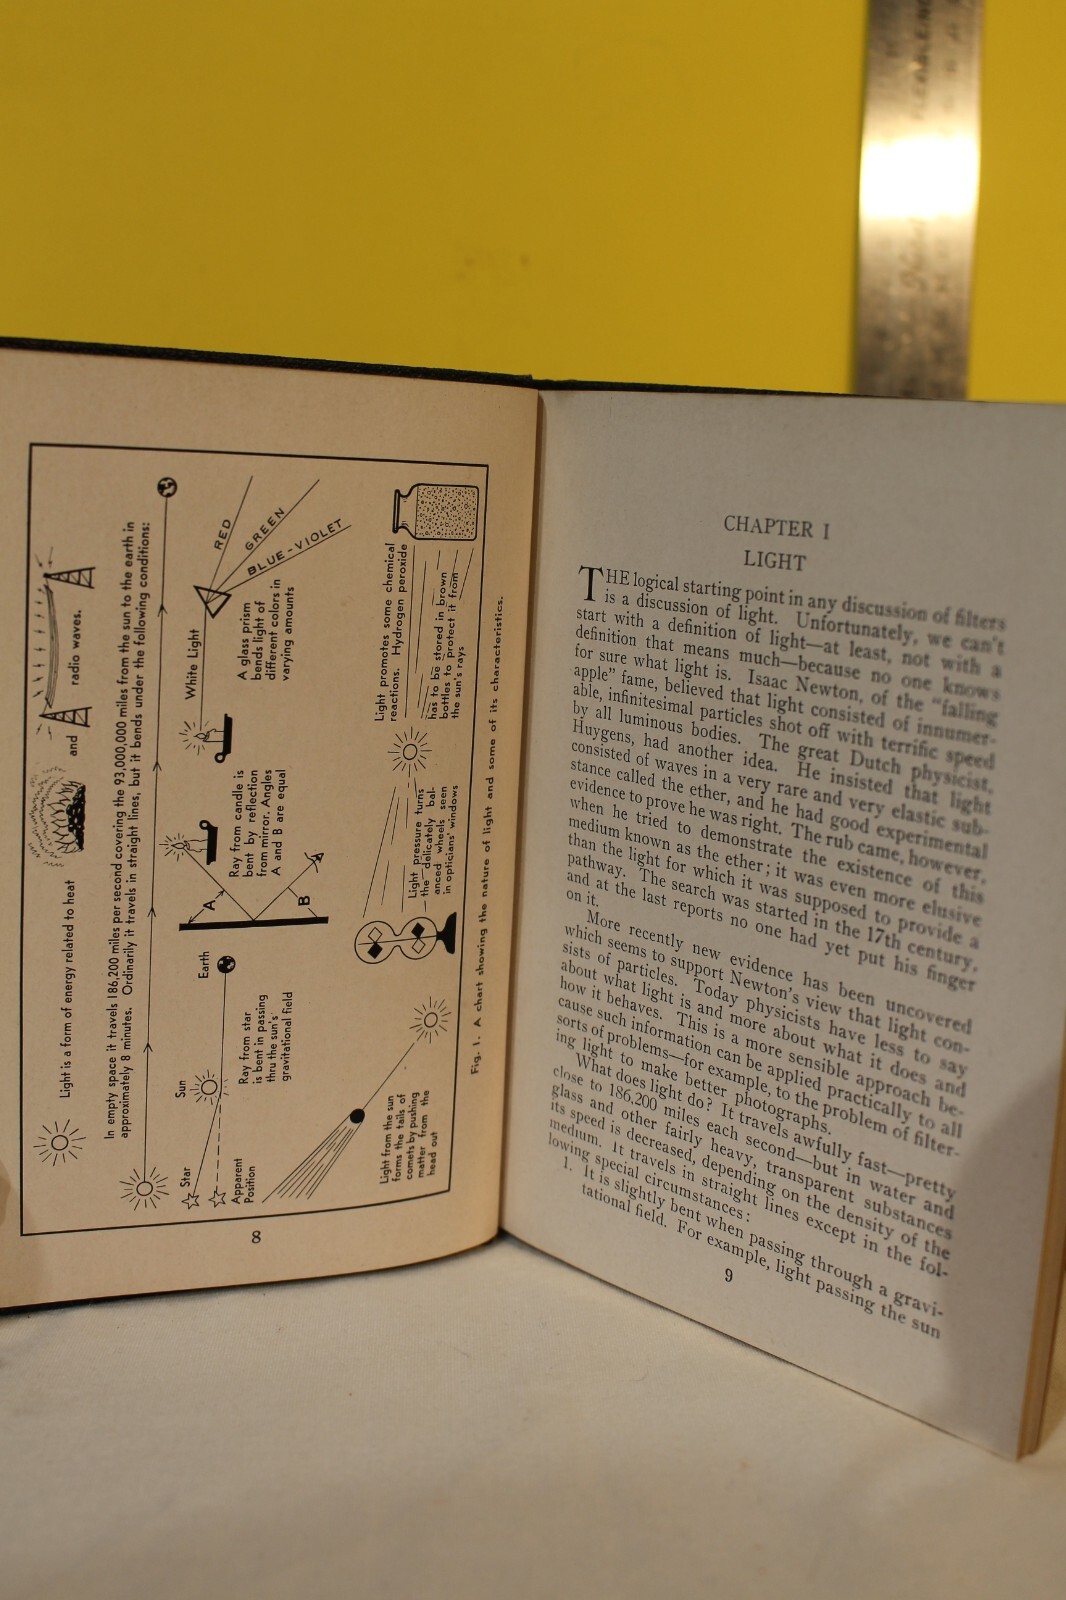 Light is a form of energy related to heat
and
radio waves.
In empty space it travels 186,200 miles per second covering the 93,000,000 miles from the sun to the earth in
approximately 8 minutes. Ordinarily it travels in straight lines, but it bends under the following conditions:
Star
Sun
Earth
Apparent
Position
Ray from star
is bent in passing
thru the sun's
gravitational field
A
B
Ray from candle is
bent by reflection
from mirror. Angles
A and B are equal
White Light
RED
GREEN
BLUE-VIOLET
A glass prism
bends light of
different colors in
varying amounts
Light from the sun
forms the tails of
comets by pushing
matter from the
head out
Light pressure turns
the delicately bal-
anced wheels seen
in opticians' windows
Light promotes some chemical
reactions. Hydrogen peroxide
has to be stored in brown
bottles to protect it from
the sun's rays
Fig. 1. A chart showing the nature of light and some of its characteristics.
8
CHAPTER I
LIGHT
THE logical starting point in any discussion of filters
is a discussion of light. Unfortunately, we can't
start with a definition of light—at least, not with a
definition that means much—because no one knows
for sure what light is. Isaac Newton, of the "falling
apple" fame, believed that light consisted of innumer-
able, infinitesimal particles shot off with terrific speed
by all luminous bodies. The great Dutch physicist,
Huygens, had another idea. He insisted that light
consisted of waves in a very rare and very elastic sub-
stance called the ether, and he had good experimental
evidence to prove he was right. The rub came, however,
when he tried to demonstrate the existence of this
medium known as the ether; it was even more elusive
than the light for which it was supposed to provide a
pathway. The search was started in the 17th century,
and at the last reports no one had yet put his finger
on it.
More recently new evidence has been uncovered
which seems to support Newton's view that light con-
sists of particles. Today physicists have less to say
about what light is and more about what it does and
how it behaves. This is a more sensible approach be-
cause such information can be applied practically to all
sorts of problems—for example, to the problem of filter-
ing light to make better photographs.
What does light do? It travels awfully fast—pretty
close to 186,200 miles each second—but in water and
glass and other fairly heavy, transparent substances
its speed is decreased, depending on the density of the
medium. It travels in straight lines except in the fol-
lowing special circumstances:
1. It is slightly bent when passing through a gravi-
tational field. For example, light passing the sun
9